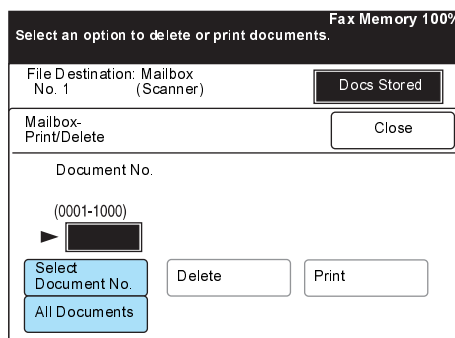 Fax Memory 100%
Select an option to delete or print documents.
File Destination: Mailbox
No. 1 (Scanner)
Docs Stored
Mailbox-
Print/Delete
Close
Document No.
(0001-1000)
Select
Document No.
Delete
Print
All Documents